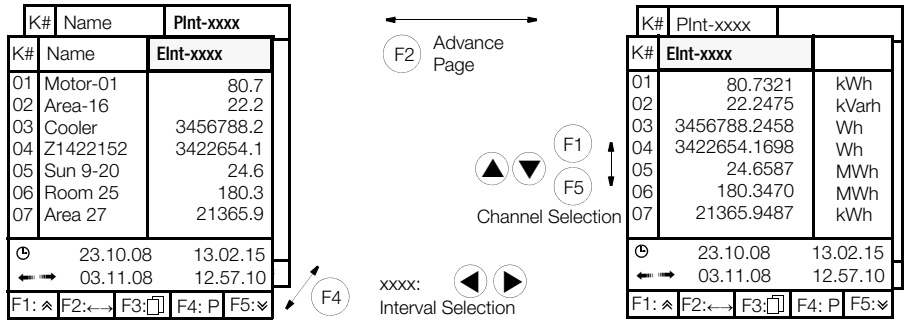 K# Name PInt-xxxx
K# Name EInt-xxxx
01 Motor-01 80.7
02 Area-16 22.2
03 Cooler 3456788.2
04 Z1422152 3422654.1
05 Sun 9-20 24.6
06 Room 25 180.3
07 Area 27 21365.9
23.10.08 13.02.15
03.11.08 12.57.10
F1: F2:←→ F3: F4: P F5:
F2 Advance
Page
F1
F5
Channel Selection
F4
xxxx:
Interval Selection
K# PInt-xxxx
K# EInt-xxxx
01 80.7321 kWh
02 22.2475 kVarh
03 3456788.2458 Wh
04 3422654.1698 Wh
05 24.6587 MWh
06 180.3470 MWh
07 21365.9487 kWh
23.10.08 13.02.15
03.11.08 12.57.10
F1: F2:←→ F3: F4: P F5: